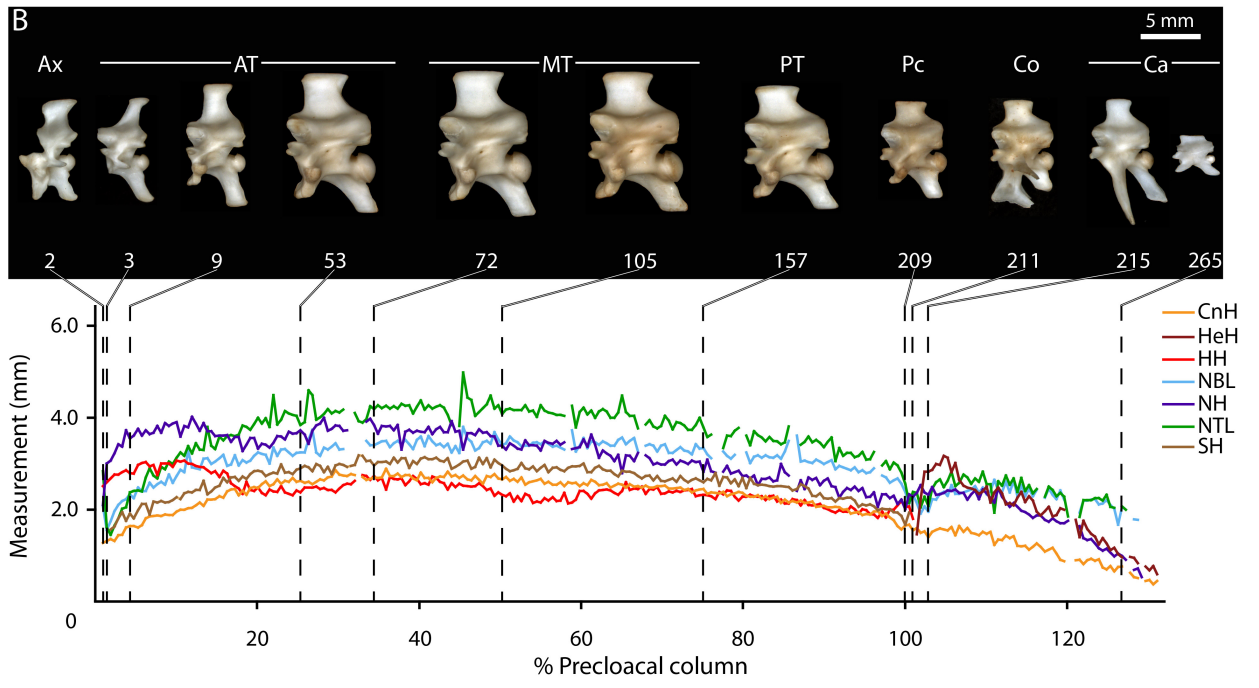 B
5 mm
Ax AT MT PT Pc Co Ca
2 3 9 53 72 105 157 209 211 215 265
Measurement (mm)
6.0
4.0
2.0
0
20 40 60 80 100 120
% Precloacal column
CnH
HeH
HH
NBL
NH
NTL
SH